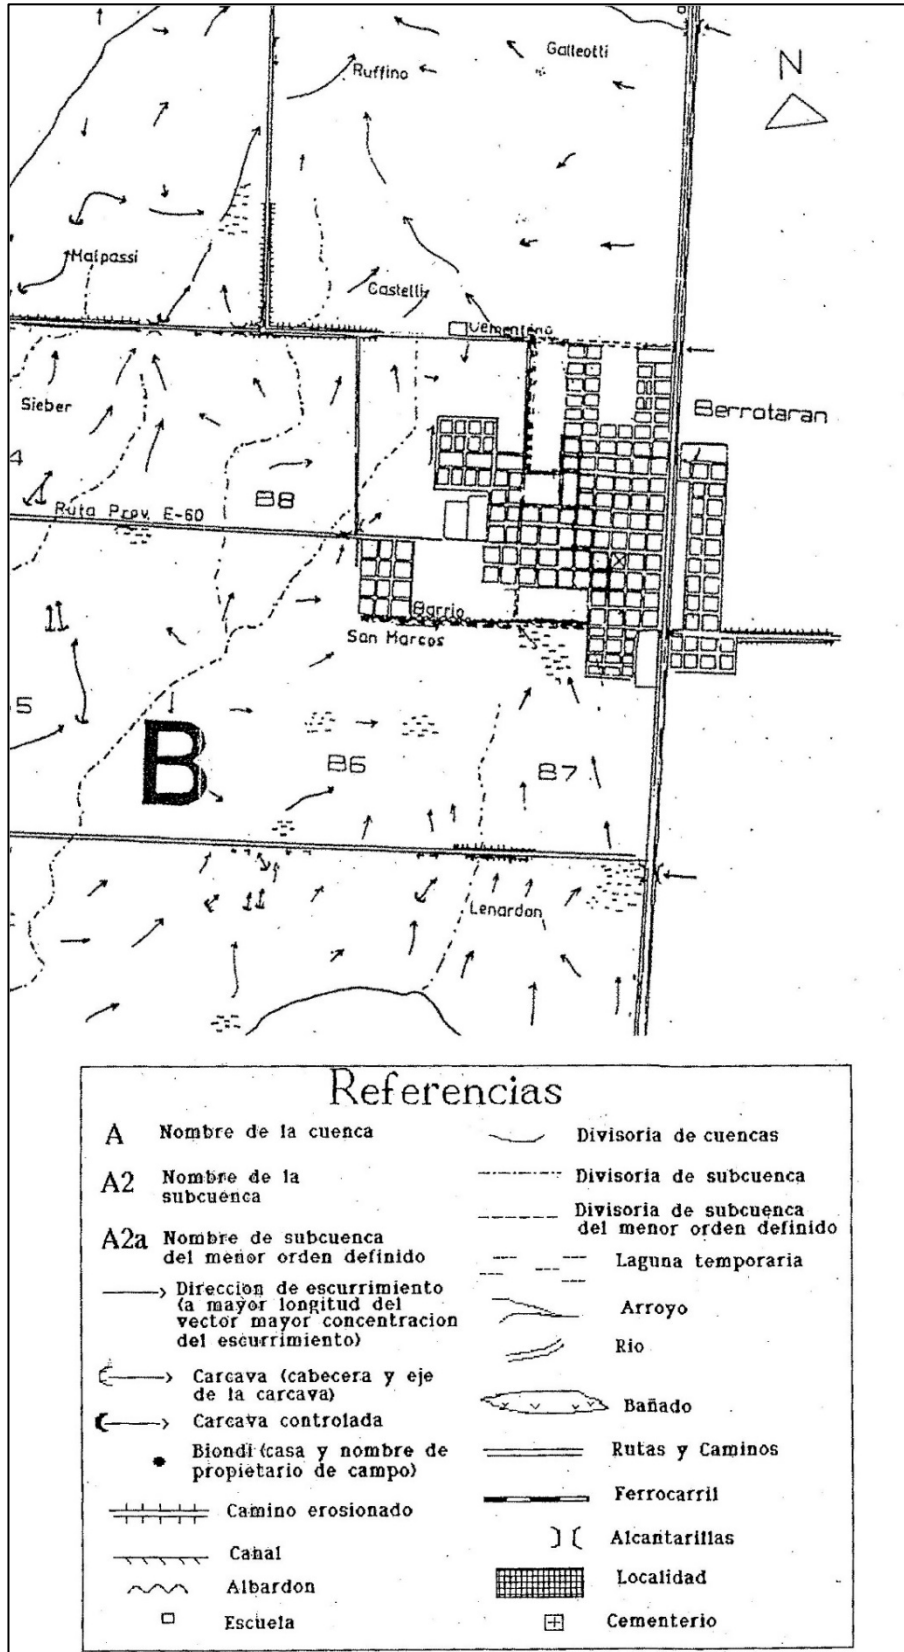 Galleotti
N
Ruffino
Malpassi
Castelli
Cementerio
Sieber
Berrotaran
4
B8
Ruta Prov. E-60
Barrio
San Marcos
5
B
B6
B7
Lenardon
Referencias
A Nombre de la cuenca
A2 Nombre de la
subcuenca
A2a Nombre de subcuenca
del menor orden definido
Direccion de escurrimiento
(a mayor longitud del
vector mayor concentracion
del escurrimiento)
Carcava (cabecera y eje
de la carcava)
Carcava controlada
Biondi (casa y nombre de
propietario de campo)
Camino erosionado
Canal
Albardon
Escuela
Divisoria de cuencas
Divisoria de subcuenca
Divisoria de subcuenca
del menor orden definido
Laguna temporaria
Arroyo
Rio
Bañado
Rutas y Caminos
Ferrocarril
Alcantarillas
Localidad
Cementerio